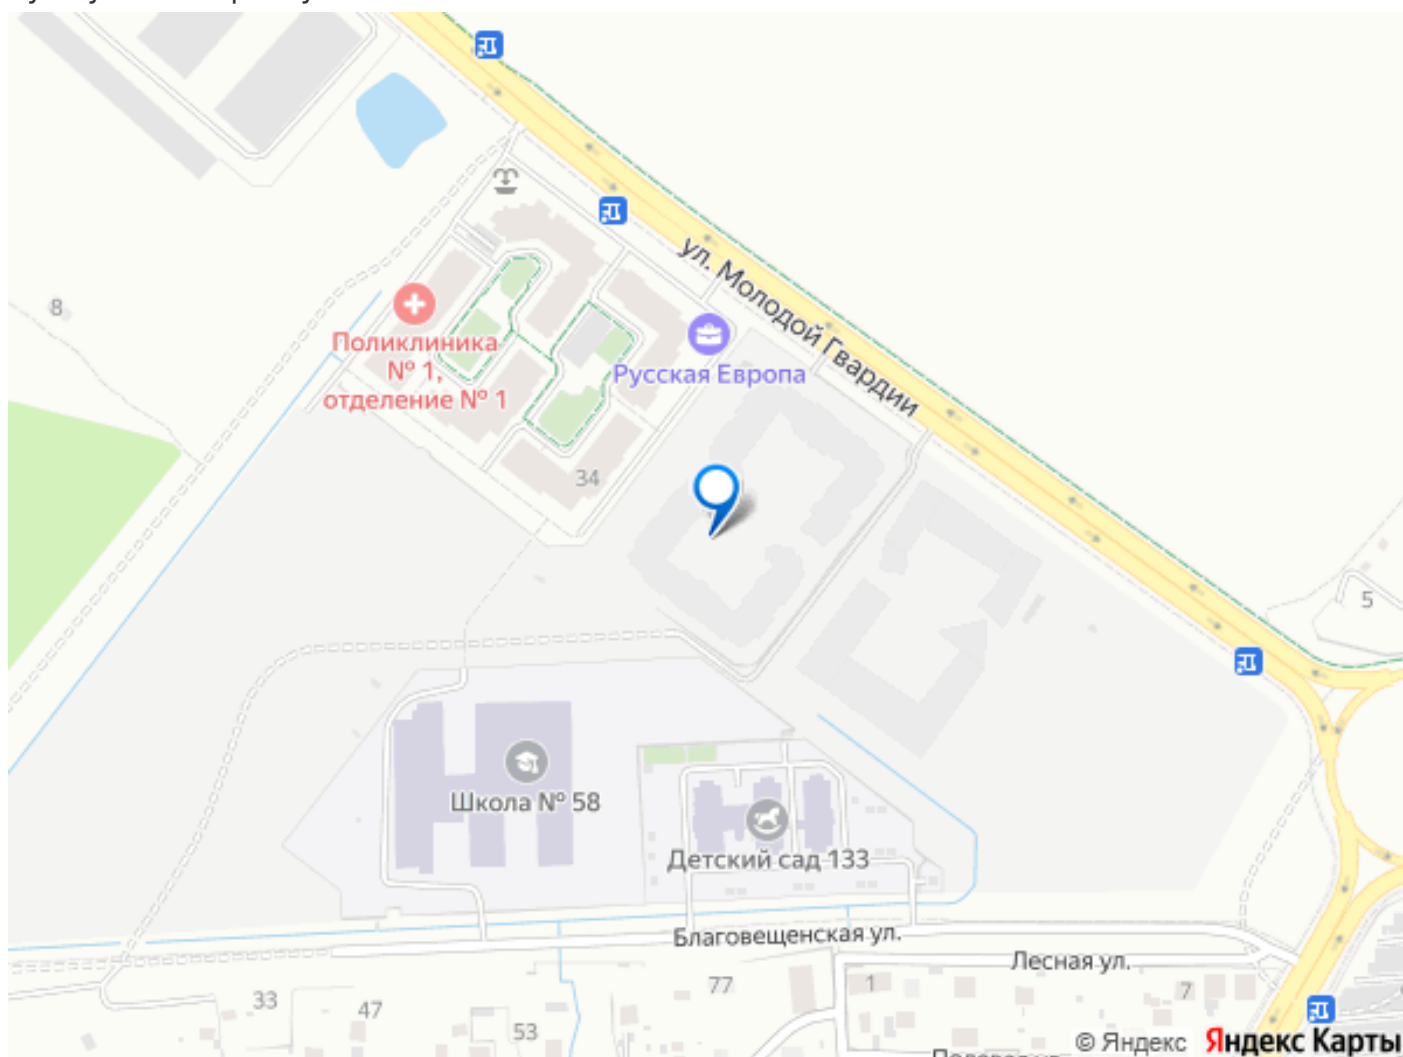 ул. Молодой Гвардии
8
Поликлиника
№ 1,
отделение № 1
Русская Европа
34
5
Школа № 58
Детский сад 133
Благовещенская ул.
Лесная ул.
77
1
7
33
47
53
© Яндекс
Яндекс Карты